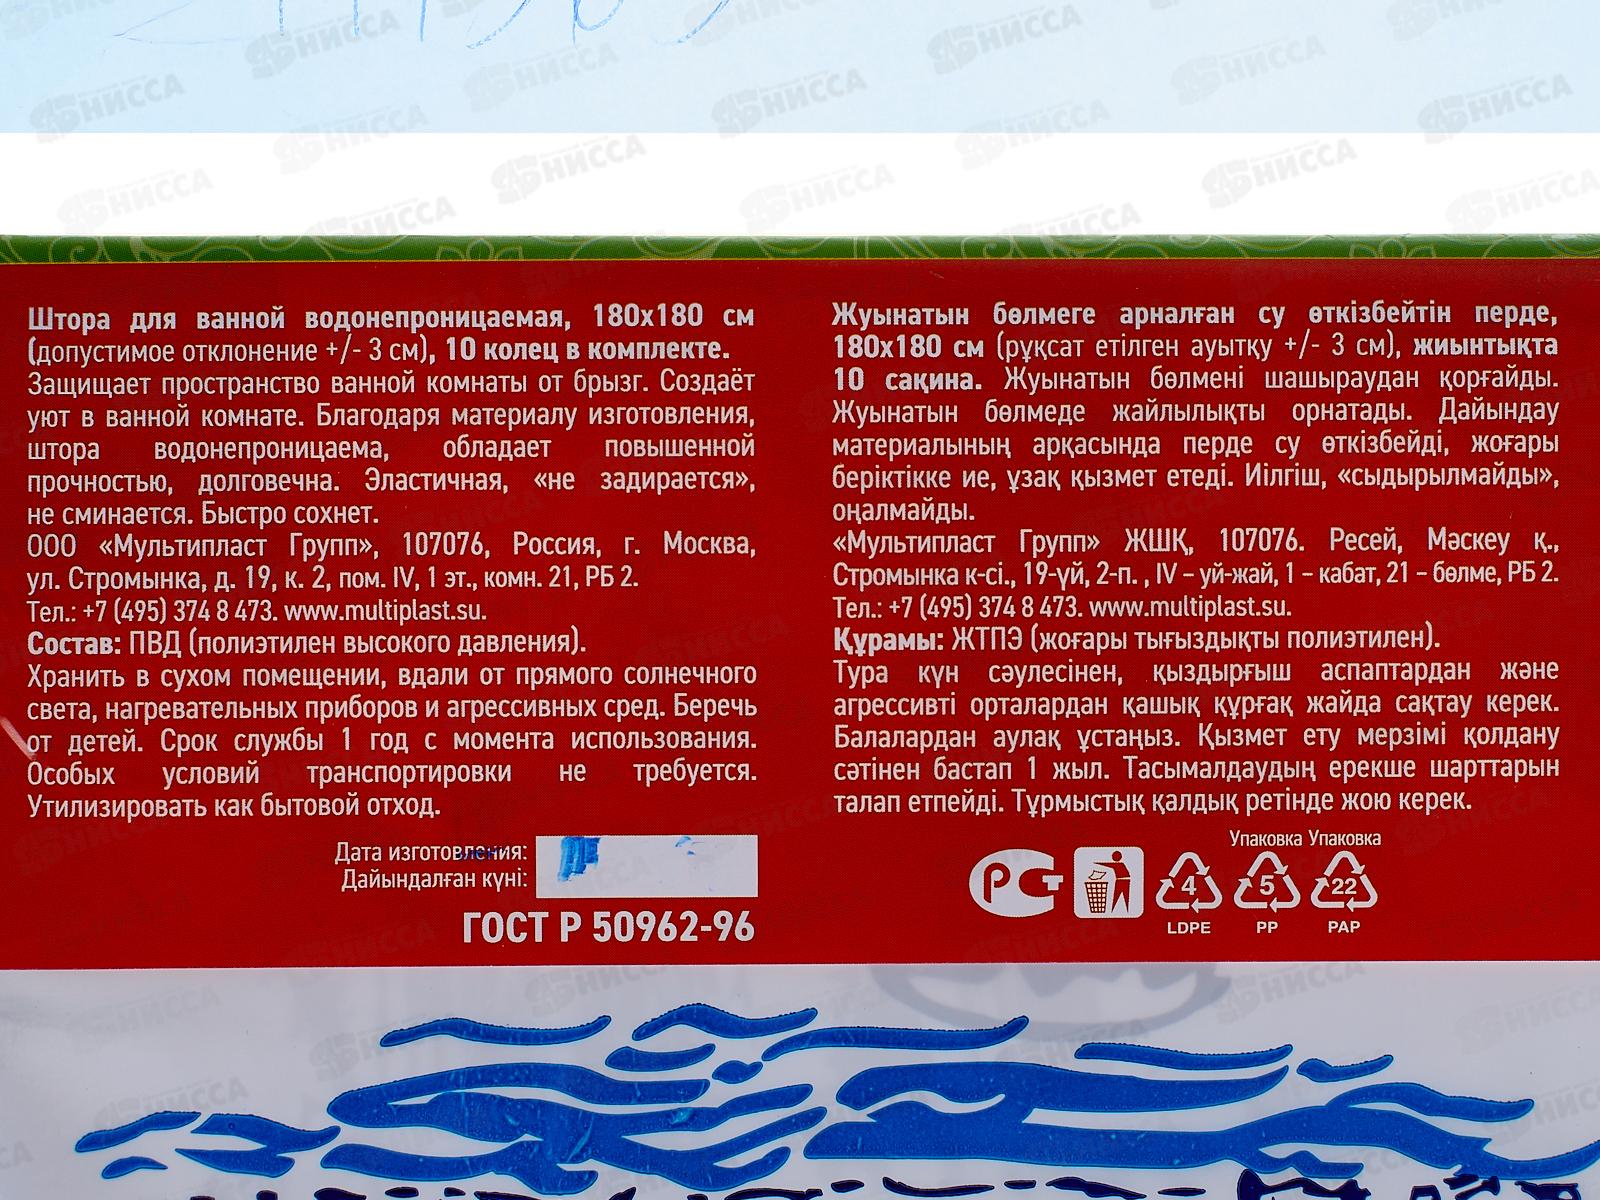 Штора для ванной водонепроницаемая, 180х180 см
(допустимое отклонение +/- 3 см), 10 колец в комплекте.
Защищает пространство ванной комнаты от брызг. Создаёт
уют в ванной комнате. Благодаря материалу изготовления,
штора водонепроницаема, обладает повышенной
прочностью, долговечна. Эластичная, «не задирается»,
не сминается. Быстро сохнет.
ООО «Мультипласт Групп», 107076, Россия, г. Москва,
ул. Стромынка, д. 19, к. 2, пом. IV, 1 эт., комн. 21, РБ 2.
Тел.: +7 (495) 374 8 473. www.multiplast.su.
Состав: ПВД (полиэтилен высокого давления).
Хранить в сухом помещении, вдали от прямого солнечного
света, нагревательных приборов и агрессивных сред. Беречь
от детей. Срок службы 1 год с момента использования.
Особых условий транспортировки не требуется.
Утилизировать как бытовой отход.
Дата изготовления:
Дайындалған күні:
ГОСТ Р 50962-96
Жуынатын бөлмеге арналған су өткізбейтін перде,
180х180 см (рұқсат етілген ауытқу +/- 3 см), жиынтықта
10 сақина. Жуынатын бөлмені шашыраудан қорғайды.
Жуынатын бөлмеде жайлылықты орнатады. Дайындау
материалының арқасында перде су өткізбейді, жоғары
беріктікке ие, ұзақ қызмет етеді. Иілгіш, «сыдырылмайды»,
оңалмайды.
«Мультипласт Групп» ЖШҚ, 107076. Ресей, Мәскеу қ.,
Стромынка к-сі., 19-үй, 2-п. , IV – уй-жай, 1 – кабат, 21 – бөлме, РБ 2.
Тел.: +7 (495) 374 8 473. www.multiplast.su.
Құрамы: ЖТПЭ (жоғары тығыздықты полиэтилен).
Тура күн сәулесінен, қыздырғыш аспаптардан және
агрессивті орталардан қашық құрғақ жайда сақтау керек.
Балалардан аулақ ұстаңыз. Қызмет ету мерзімі қолдану
сәтінен бастап 1 жыл. Тасымалдаудың ерекше шарттарын
талап етпейді. Тұрмыстық қалдық ретінде жою керек.
Упаковка Упаковка
РСТ 4 5 22
LDPE PP PAP
НИССА